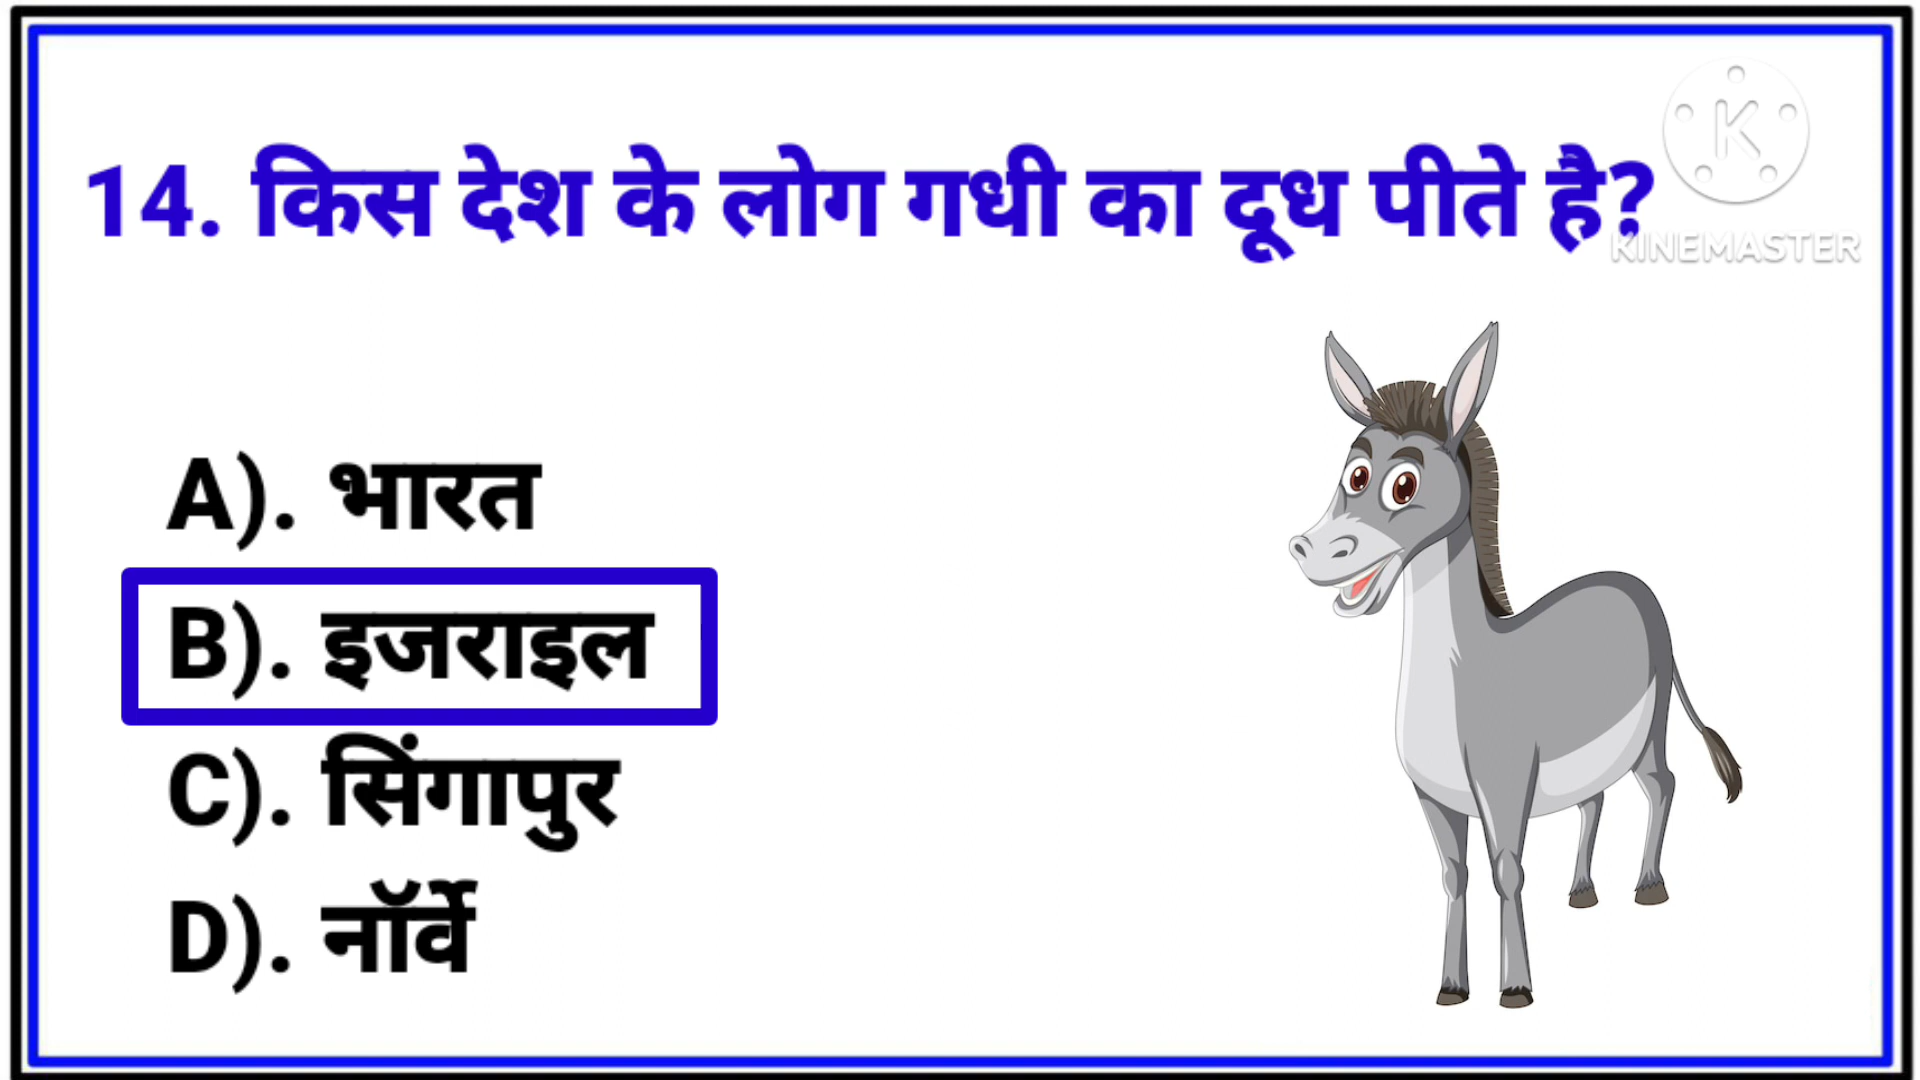 14. किस देश के लोग गधी का दूध पीते है?
K
KINEMASTER
A). भारत
B). इजराइल
C). सिंगापुर
D). नॉर्वे